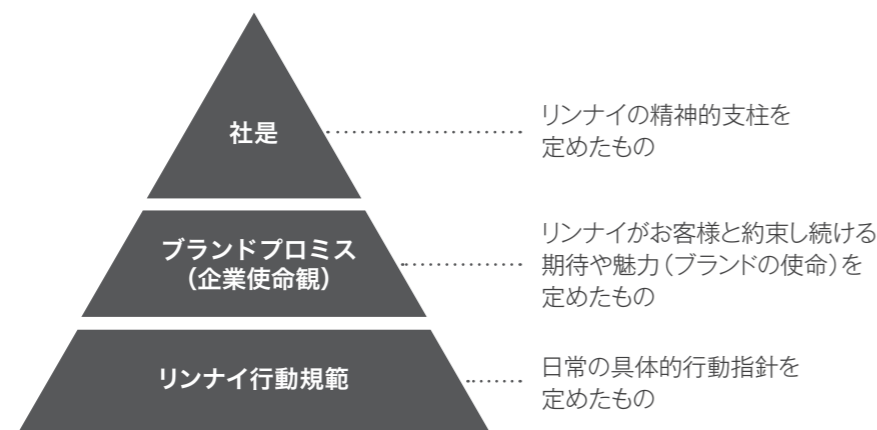 社是
リンナイの精神的支柱を
定めたもの
ブランドプロミス
（企業使命観）
リンナイがお客様と約束し続ける
期待や魅力（ブランドの使命）を
定めたもの
リンナイ行動規範
日常の具体的行動指針を
定めたもの